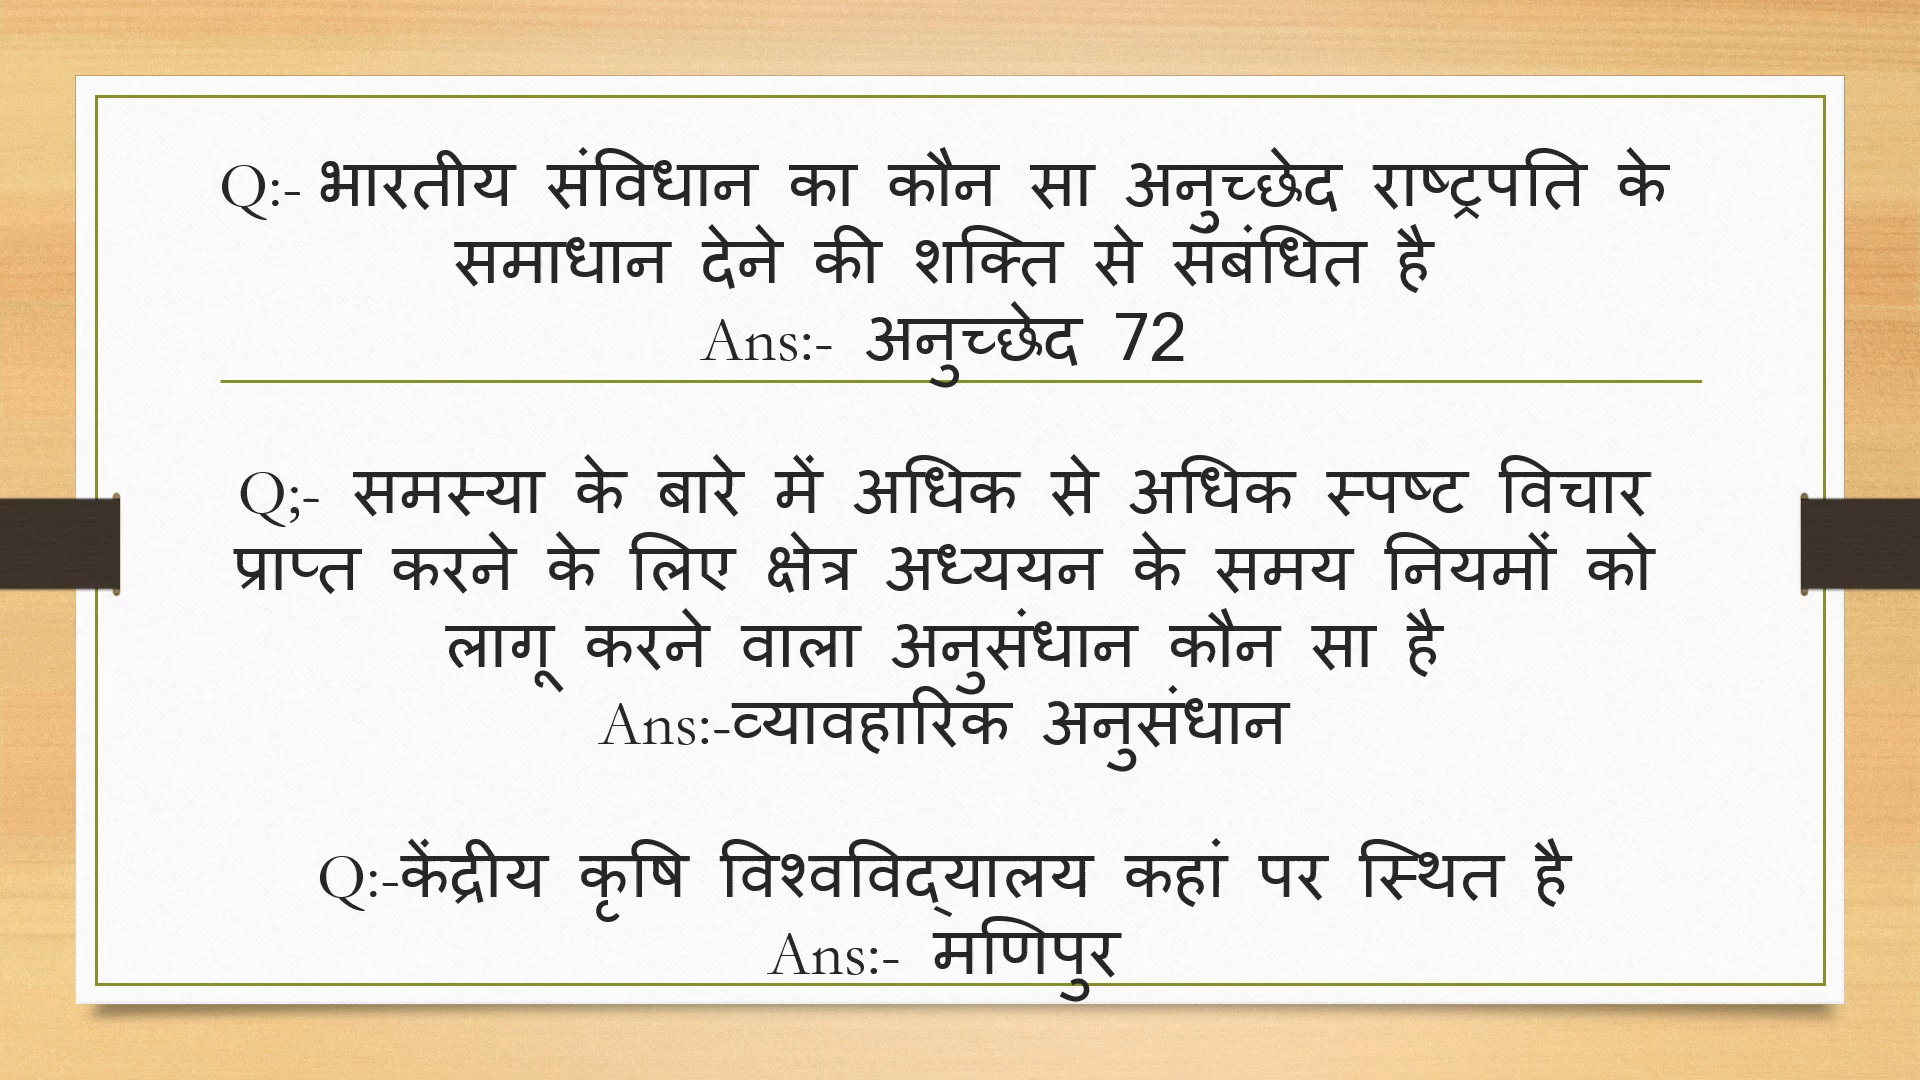 Q:- भारतीय संविधान का कौन सा अनुच्छेद राष्ट्रपति के
समाधान देने की शक्ति से संबंधित है
Ans:- अनुच्छेद 72
Q;- समस्या के बारे में अधिक से अधिक स्पष्ट विचार
प्राप्त करने के लिए क्षेत्र अध्ययन के समय नियमों को
लागू करने वाला अनुसंधान कौन सा है
Ans:-व्यावहारिक अनुसंधान
Q:-केंद्रीय कृषि विश्वविद्यालय कहां पर स्थित है
Ans:- मणिपुर